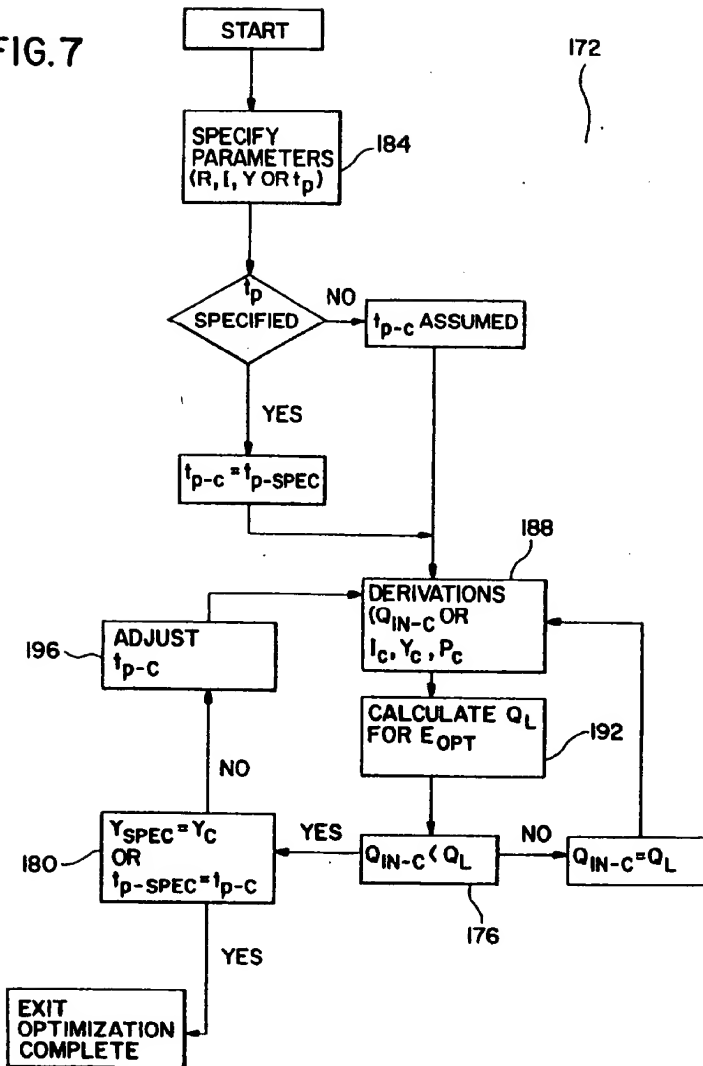 FIG.7
START
172
SPECIFY
PARAMETERS
(R, I, Y OR tp)
184
tp
SPECIFIED
NO
tp-c ASSUMED
YES
tp-c = tp-SPEC
188
DERIVATIONS
(QIN-C OR
IC, YC, PC
ADJUST
tp-c
196
CALCULATE QL
FOR EOPT
192
NO
YSPEC = YC
OR
tp-SPEC = tp-c
180
YES
QIN-C < QL
NO
QIN-C = QL
176
YES
EXIT
OPTIMIZATION
COMPLETE